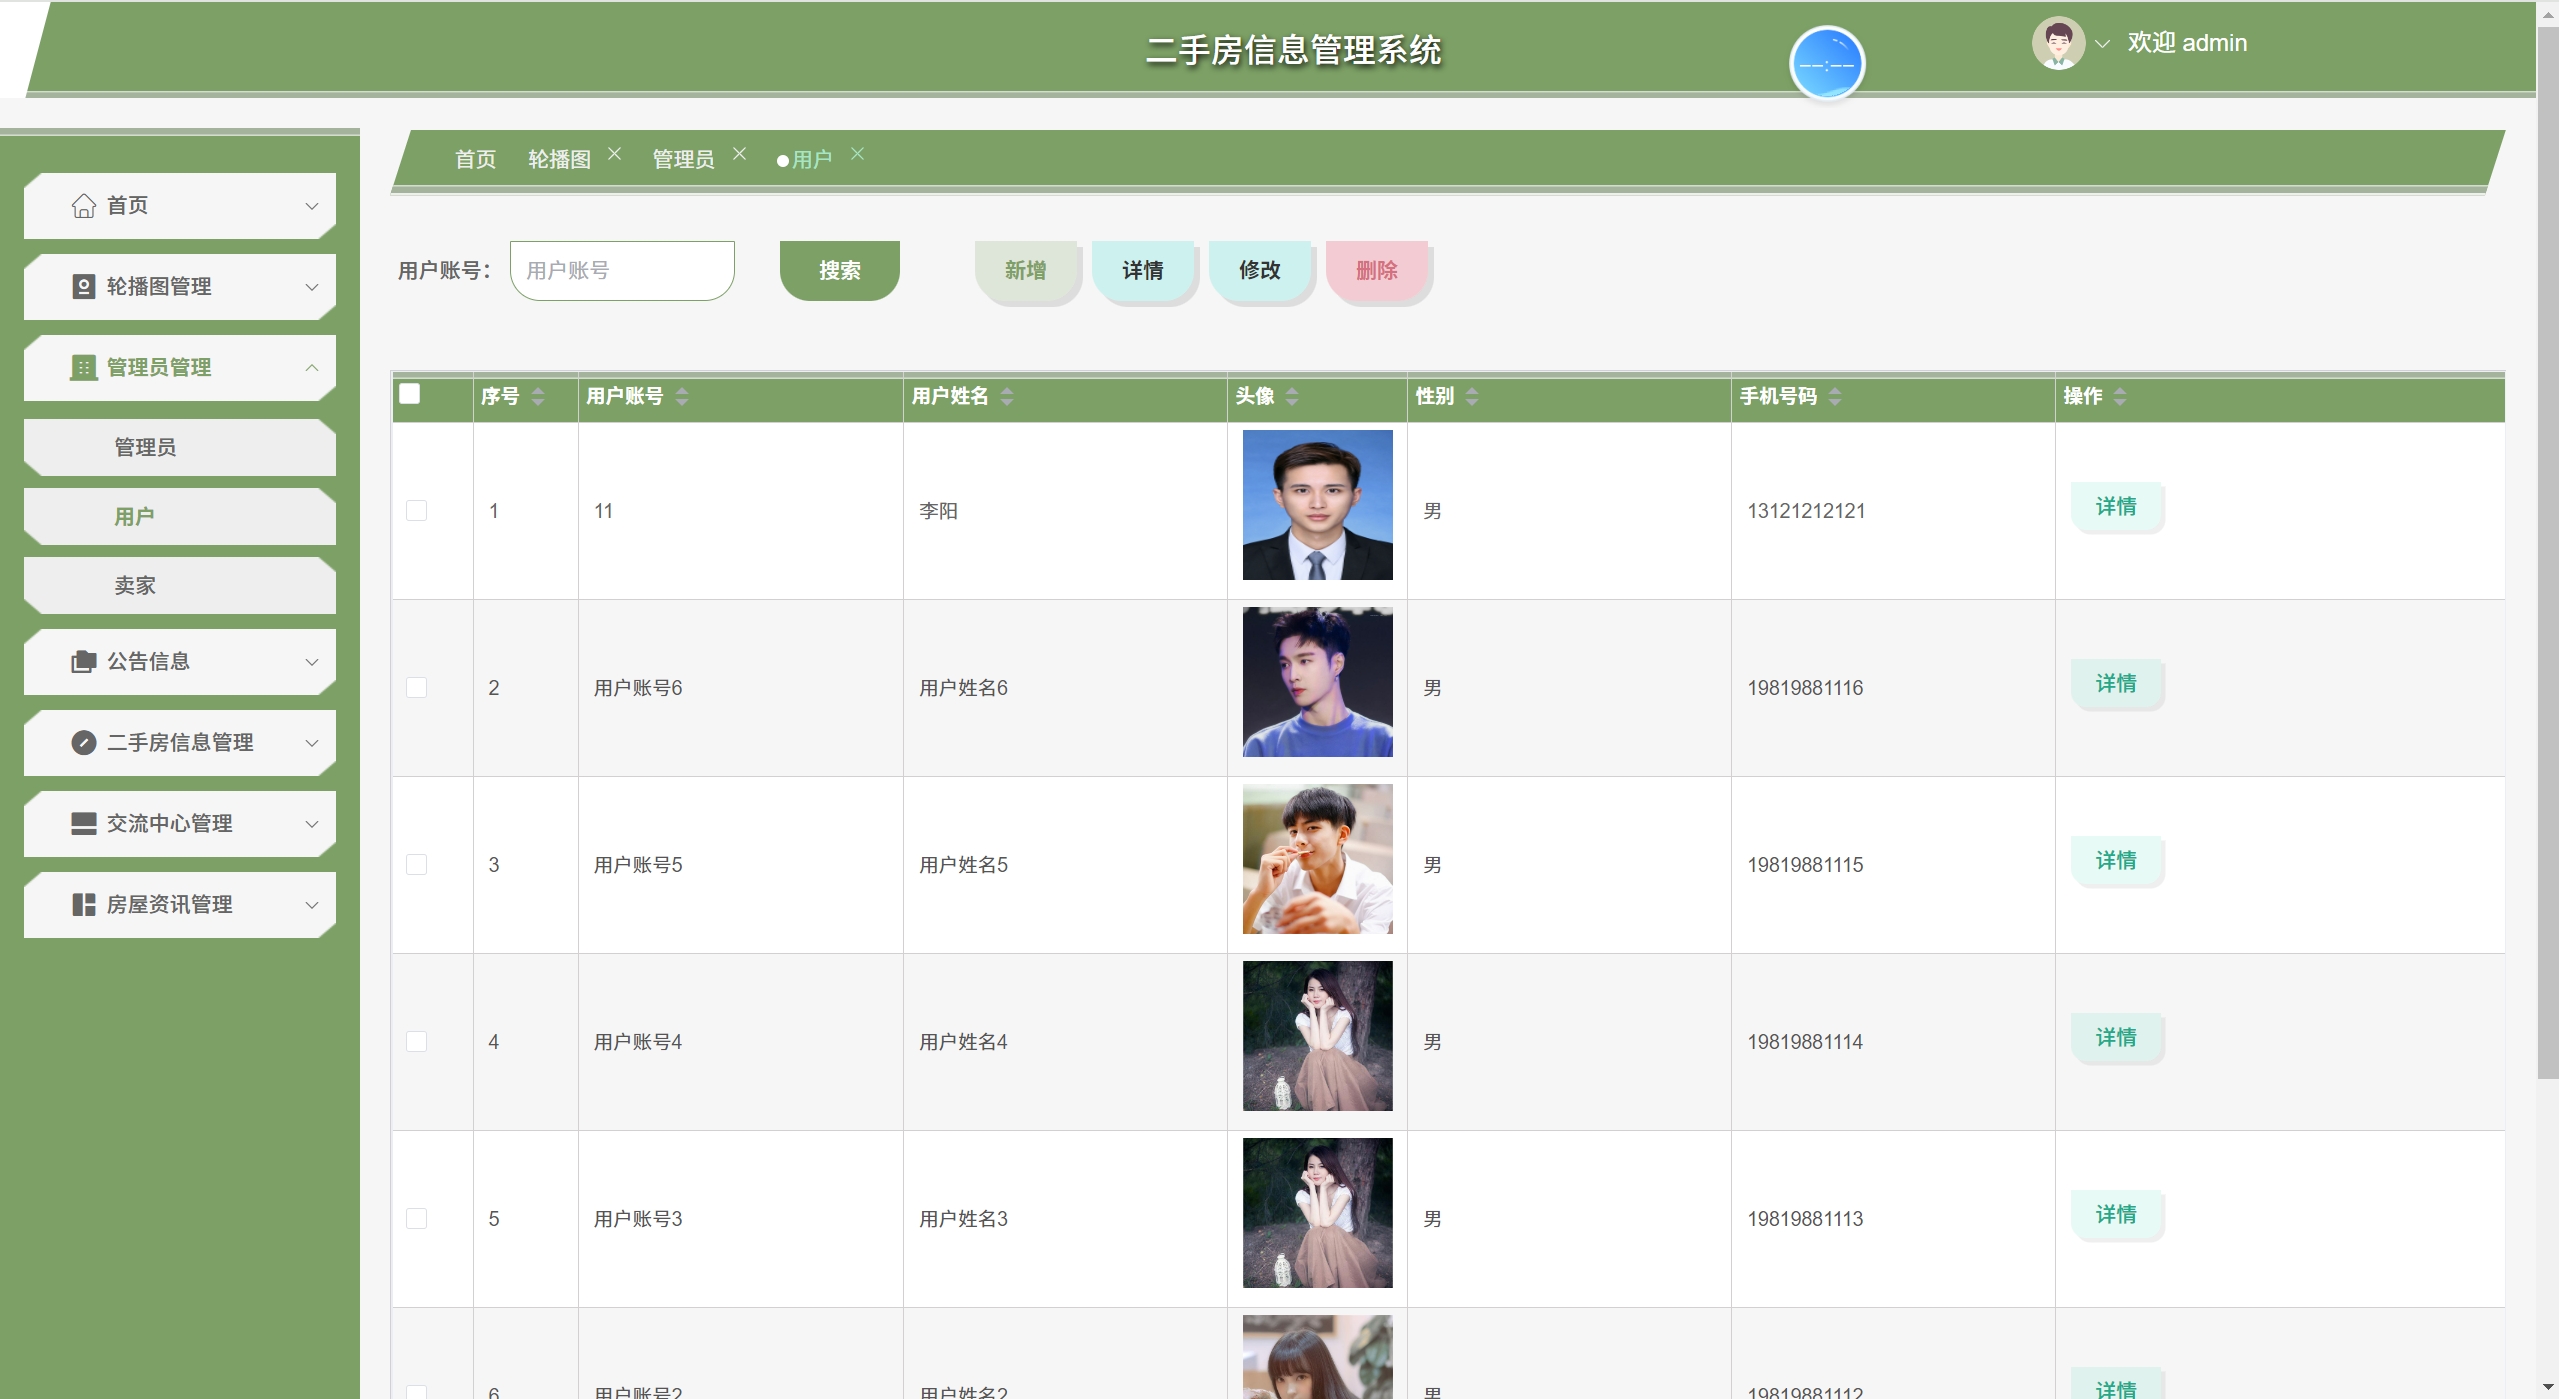 二手房信息管理系统
--:--
欢迎 admin
首页 轮播图 管理员 用户
首页
轮播图管理
管理员管理
管理员
用户
卖家
公告信息
二手房信息管理
交流中心管理
房屋资讯管理
用户账号： 用户账号 搜索 新增 详情 修改 删除
序号 用户账号 用户姓名 头像 性别 手机号码 操作
1 11 李阳 男 13121212121 详情
2 用户账号6 用户姓名6 男 19819881116 详情
3 用户账号5 用户姓名5 男 19819881115 详情
4 用户账号4 用户姓名4 男 19819881114 详情
5 用户账号3 用户姓名3 男 19819881113 详情
6 用户账号2 用户姓名2 男 19819881112 详情